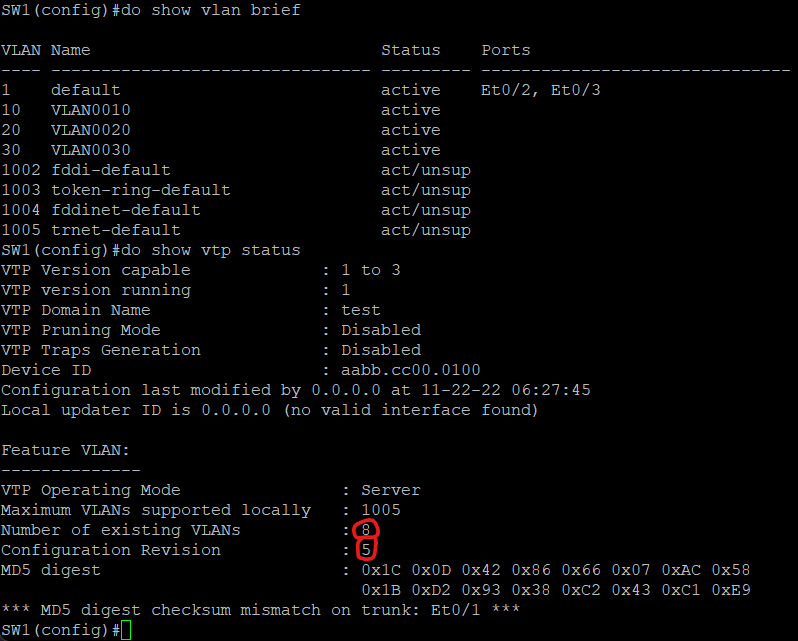 SW1(config)#do show vlan brief
VLAN Name                             Status    Ports
---- -------------------------------- --------- -------------------------------
1    default                          active    Et0/2, Et0/3
10   VLAN0010                         active
20   VLAN0020                         active
30   VLAN0030                         active
1002 fddi-default                     act/unsup
1003 token-ring-default               act/unsup
1004 fddinet-default                  act/unsup
1005 trnet-default                    act/unsup
SW1(config)#do show vtp status
VTP Version capable             : 1 to 3
VTP version running             : 1
VTP Domain Name                 : test
VTP Pruning Mode                : Disabled
VTP Traps Generation            : Disabled
Device ID                       : aabb.cc00.0100
Configuration last modified by 0.0.0.0 at 11-22-22 06:27:45
Local updater ID is 0.0.0.0 (no valid interface found)
Feature VLAN:
--------------
VTP Operating Mode                : Server
Maximum VLANs supported locally   : 1005
Number of existing VLANs          : 8
Configuration Revision            : 5
MD5 digest                        : 0x1C 0x0D 0x42 0x86 0x66 0x07 0xAC 0x58
                                    0x1B 0xD2 0x93 0x38 0xC2 0x43 0xC1 0xE9
*** MD5 digest checksum mismatch on trunk: Et0/1 ***
SW1(config)#